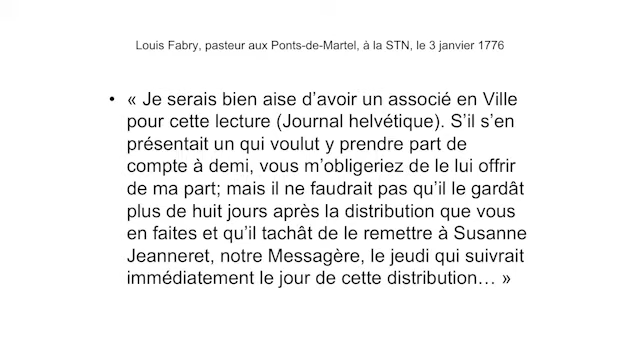 Louis Fabry, pasteur aux Ponts-de-Martel, à la STN, le 3 janvier 1776
• « Je serais bien aise d’avoir un associé en Ville
pour cette lecture (Journal helvétique). S’il s’en
présentait un qui voulut y prendre part de
compte à demi, vous m’obligeriez de le lui offrir
de ma part; mais il ne faudrait pas qu’il le gardât
plus de huit jours après la distribution que vous
en faites et qu’il tachât de le remettre à Susanne
Jeanneret, notre Messagère, le jeudi qui suivrait
immédiatement le jour de cette distribution… »